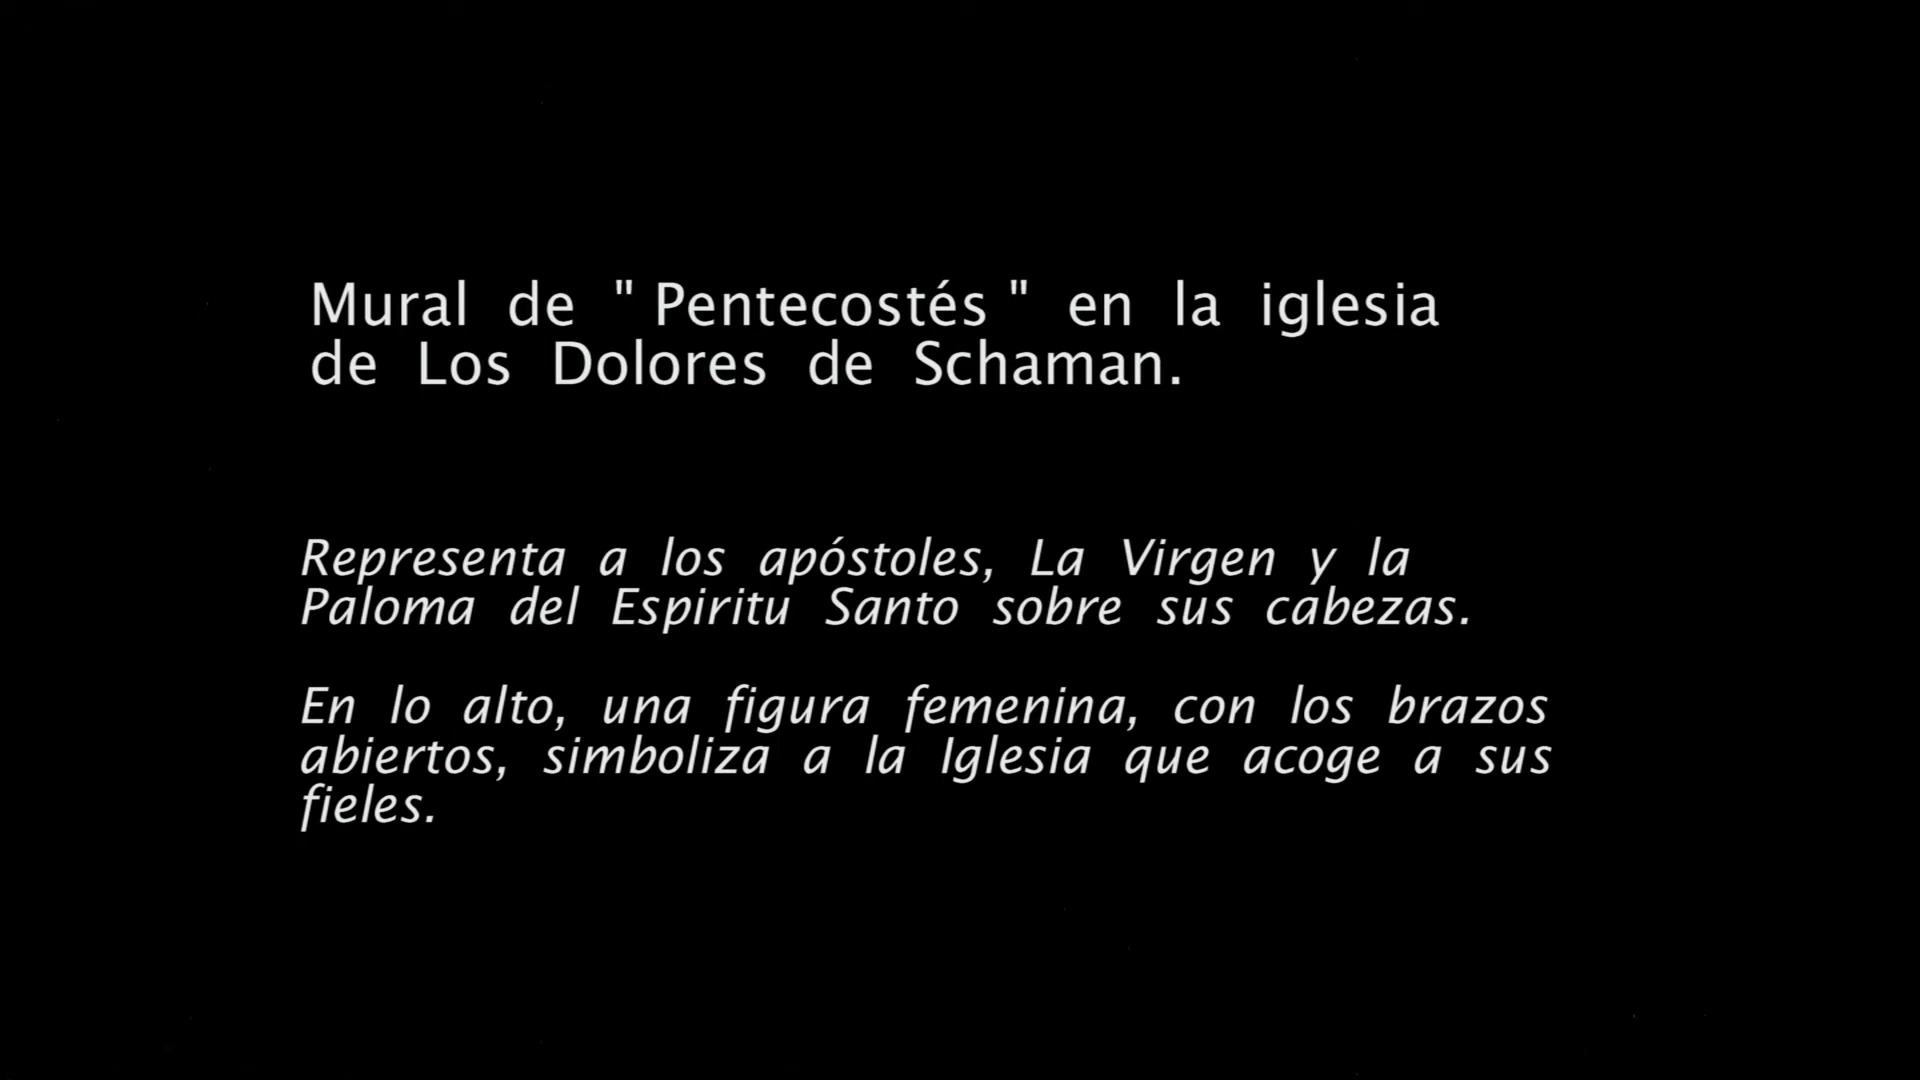 Mural de "Pentecostés" en la iglesia
de Los Dolores de Schaman.
Representa a los apóstoles, La Virgen y la
Paloma del Espiritu Santo sobre sus cabezas.
En lo alto, una figura femenina, con los brazos
abiertos, simboliza a la Iglesia que acoge a sus
fieles.